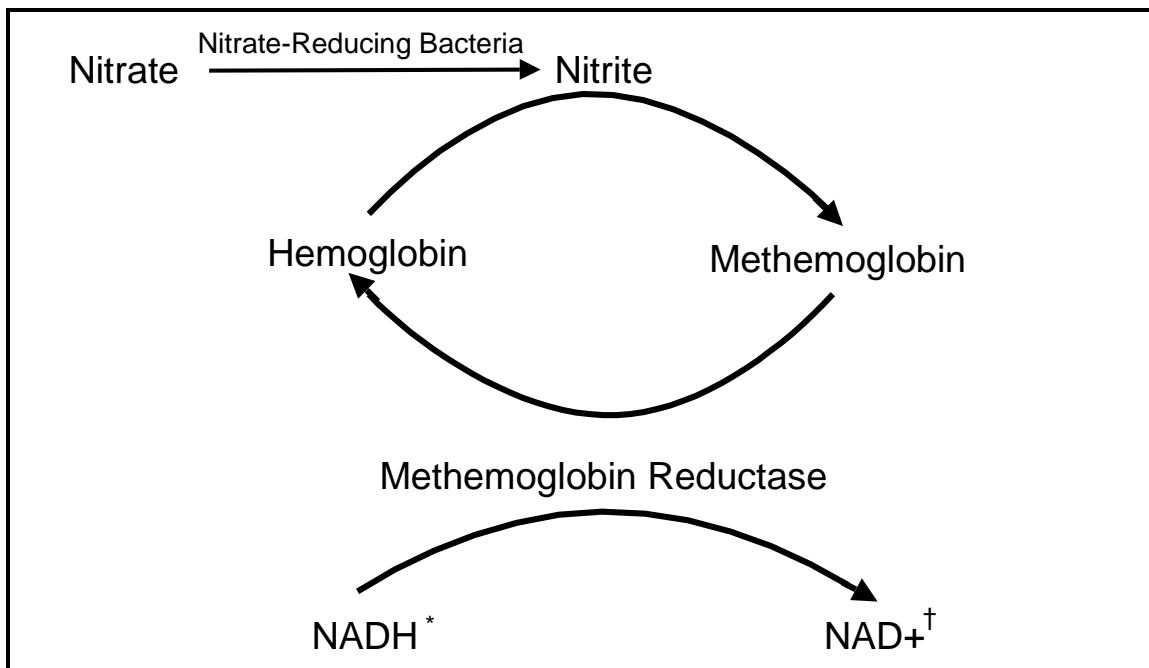 Nitrate-Reducing Bacteria
Nitrate Nitrite
Hemoglobin Methemoglobin
Methemoglobin Reductase
NADH * NAD+†